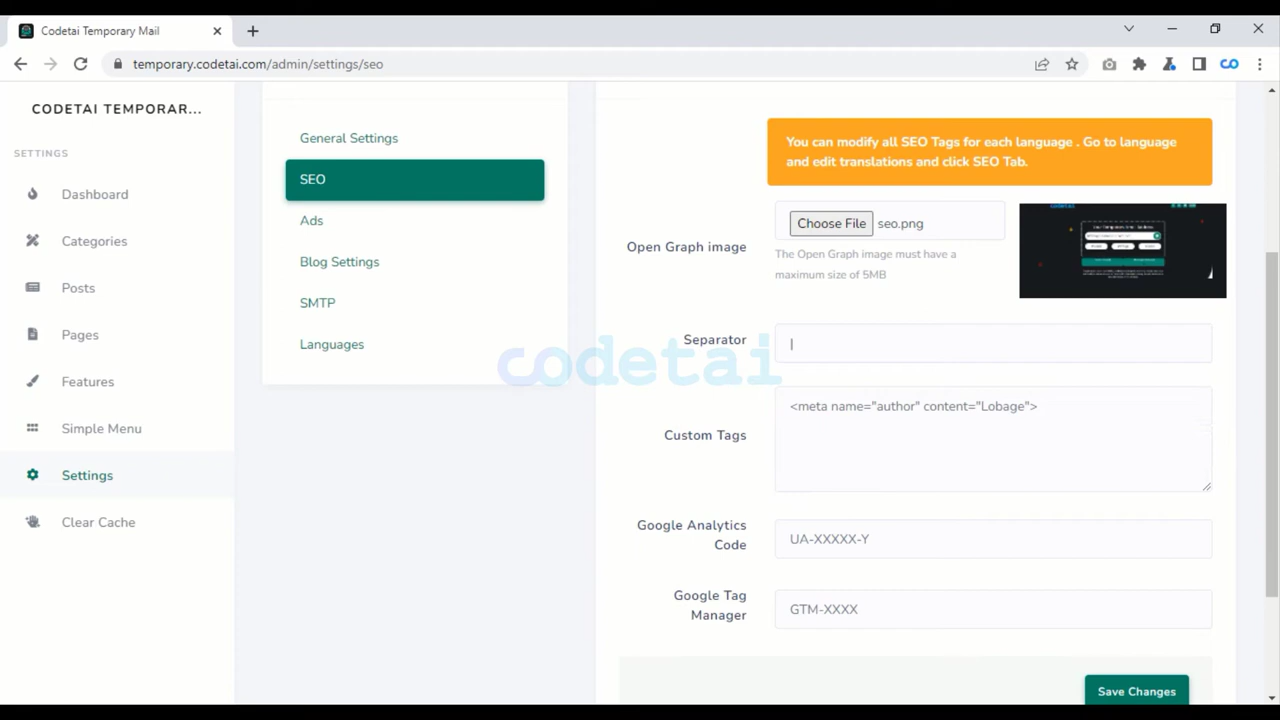 Codetai Temporary Mail
temporary.codetai.com/admin/settings/seo
CODETAI TEMPORAR...
SETTINGS
Dashboard
Categories
Posts
Pages
Features
Simple Menu
Settings
Clear Cache
General Settings
SEO
Ads
Blog Settings
SMTP
Languages
You can modify all SEO Tags for each language . Go to language
and edit translations and click SEO Tab.
Open Graph image
Choose File seo.png
The Open Graph image must have a
maximum size of 5MB
codetai
Separator
|
codetai
Custom Tags
<meta name="author" content="Lobage">
Google Analytics
Code
UA-XXXXX-Y
Google Tag
Manager
GTM-XXXX
Save Changes